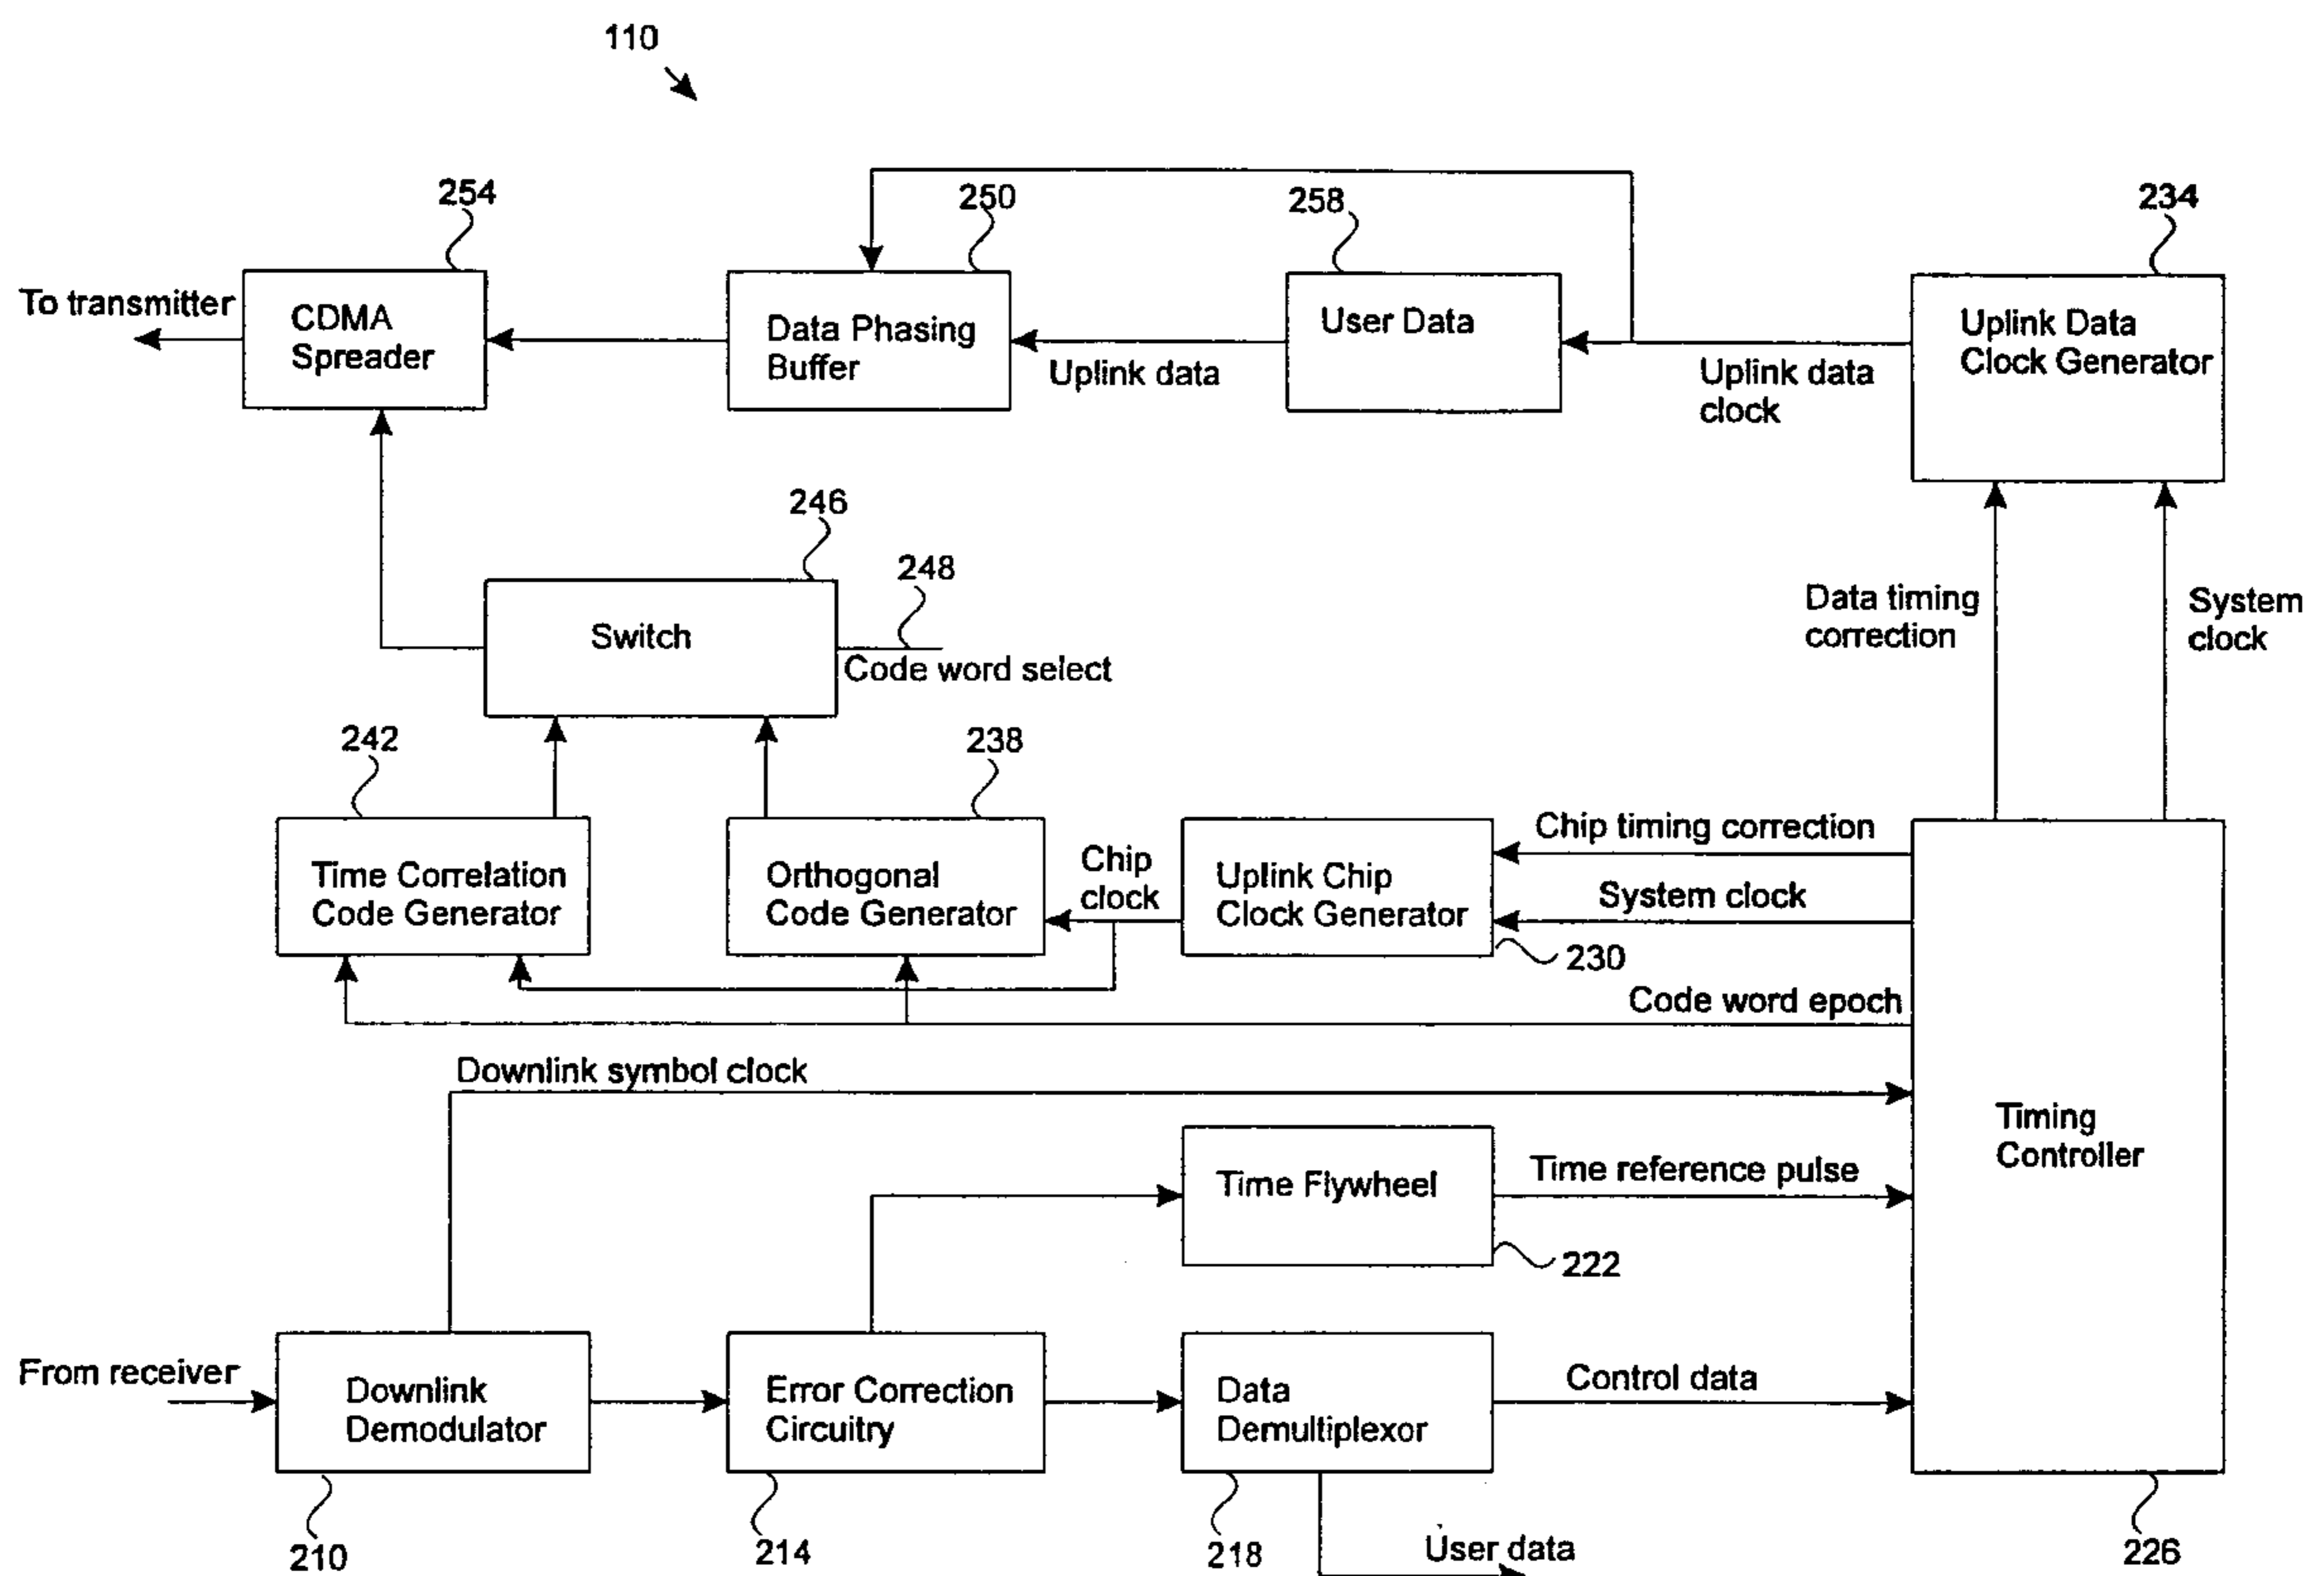 110
254
250
258
234
To transmitter
CDMA
Spreader
Data Phasing
Buffer
Uplink data
User Data
Uplink data
clock
Uplink Data
Clock Generator
246
248
Switch
Code word select
Data timing
correction
System
clock
242
238
Time Correlation
Code Generator
Orthogonal
Code Generator
Chip
clock
Uplink Chip
Clock Generator
230
Chip timing correction
System clock
Code word epoch
Downlink symbol clock
Time Flywheel
222
Time reference pulse
Timing
Controller
From receiver
Downlink
Demodulator
Error Correction
Circuitry
Data
Demultiplexor
Control data
210
214
218
User data
226